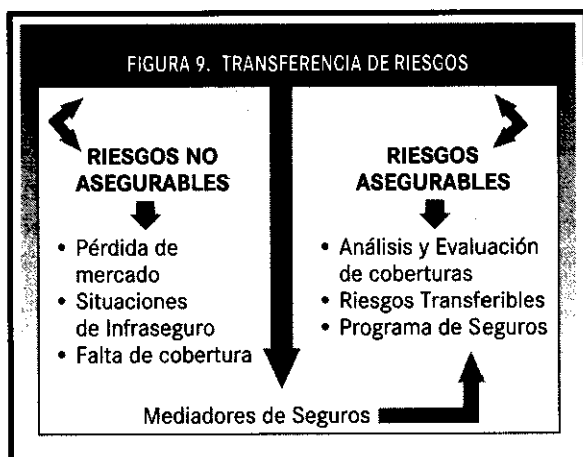 FIGURA 9. TRANSFERENCIA DE RIESGOS
RIESGOS NO
ASEGURABLES
• Pérdida de
mercado
• Situaciones
de Infraseguro
• Falta de cobertura
RIESGOS
ASEGURABLES
• Análisis y Evaluación
de coberturas
• Riesgos Transferibles
• Programa de Seguros
Mediadores de Seguros